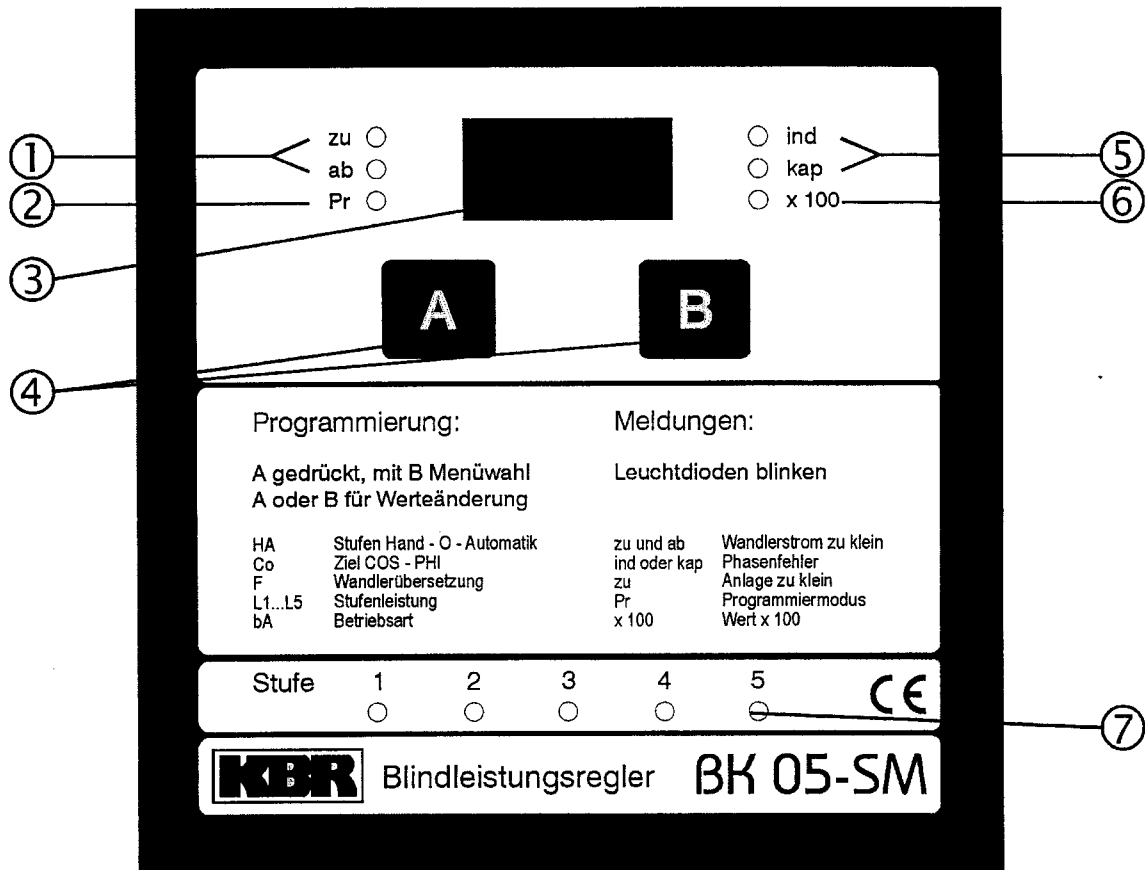 ① zu ind ⑤
ab kap
② Pr x 100 ⑥
③
A B
④
Programmierung: Meldungen:
A gedrückt, mit B Menüwahl Leuchtdioden blinken
A oder B für Werteänderung
HA Stufen Hand - O - Automatik zu und ab Wandlerstrom zu klein
Co Ziel COS - PHI ind oder kap Phasenfehler
F Wandlerübersetzung zu Anlage zu klein
L1...L5 Stufenleistung Pr Programmiermodus
bA Betriebsart x 100 Wert x 100
Stufe 1 2 3 4 5 CE
⑦
KBR Blindleistungsregler BK 05-SM